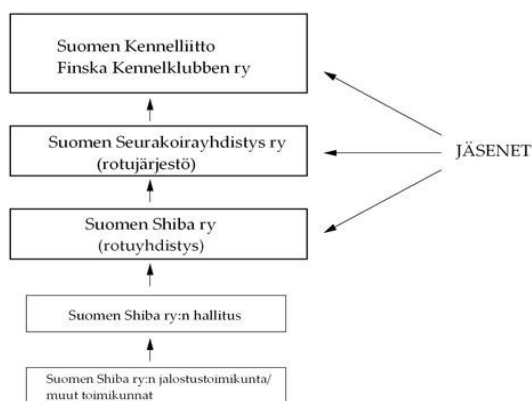 Suomen Kennelliitto
Finska Kennelklubben ry
Suomen Seurakoirayhdistys ry
(rotujärjestö)
JÄSENET
Suomen Shiba ry
(rotuyhdistys)
Suomen Shiba ry:n hallitus
Suomen Shiba ry:n jalostustoimikunta/
muut toimikunnat